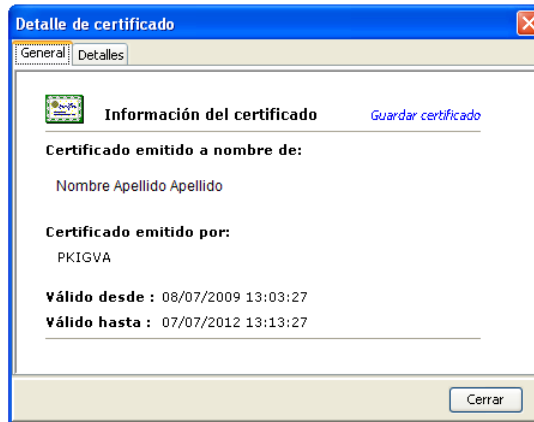 Detalle de certificado
General Detalles
Información del certificado Guardar certificado
Certificado emitido a nombre de:
Nombre Apellido Apellido
Certificado emitido por:
PKIGVA
Válido desde : 08/07/2009 13:03:27
Válido hasta : 07/07/2012 13:13:27
Cerrar